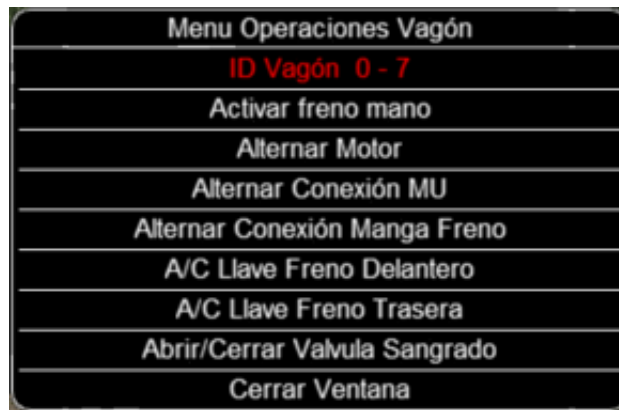 Menu Operaciones Vagón
ID Vagón 0 - 7
Activar freno mano
Alternar Motor
Alternar Conexión MU
Alternar Conexión Manga Freno
A/C Llave Freno Delantero
A/C Llave Freno Trasera
Abrir/Cerrar Valvula Sangrado
Cerrar Ventana